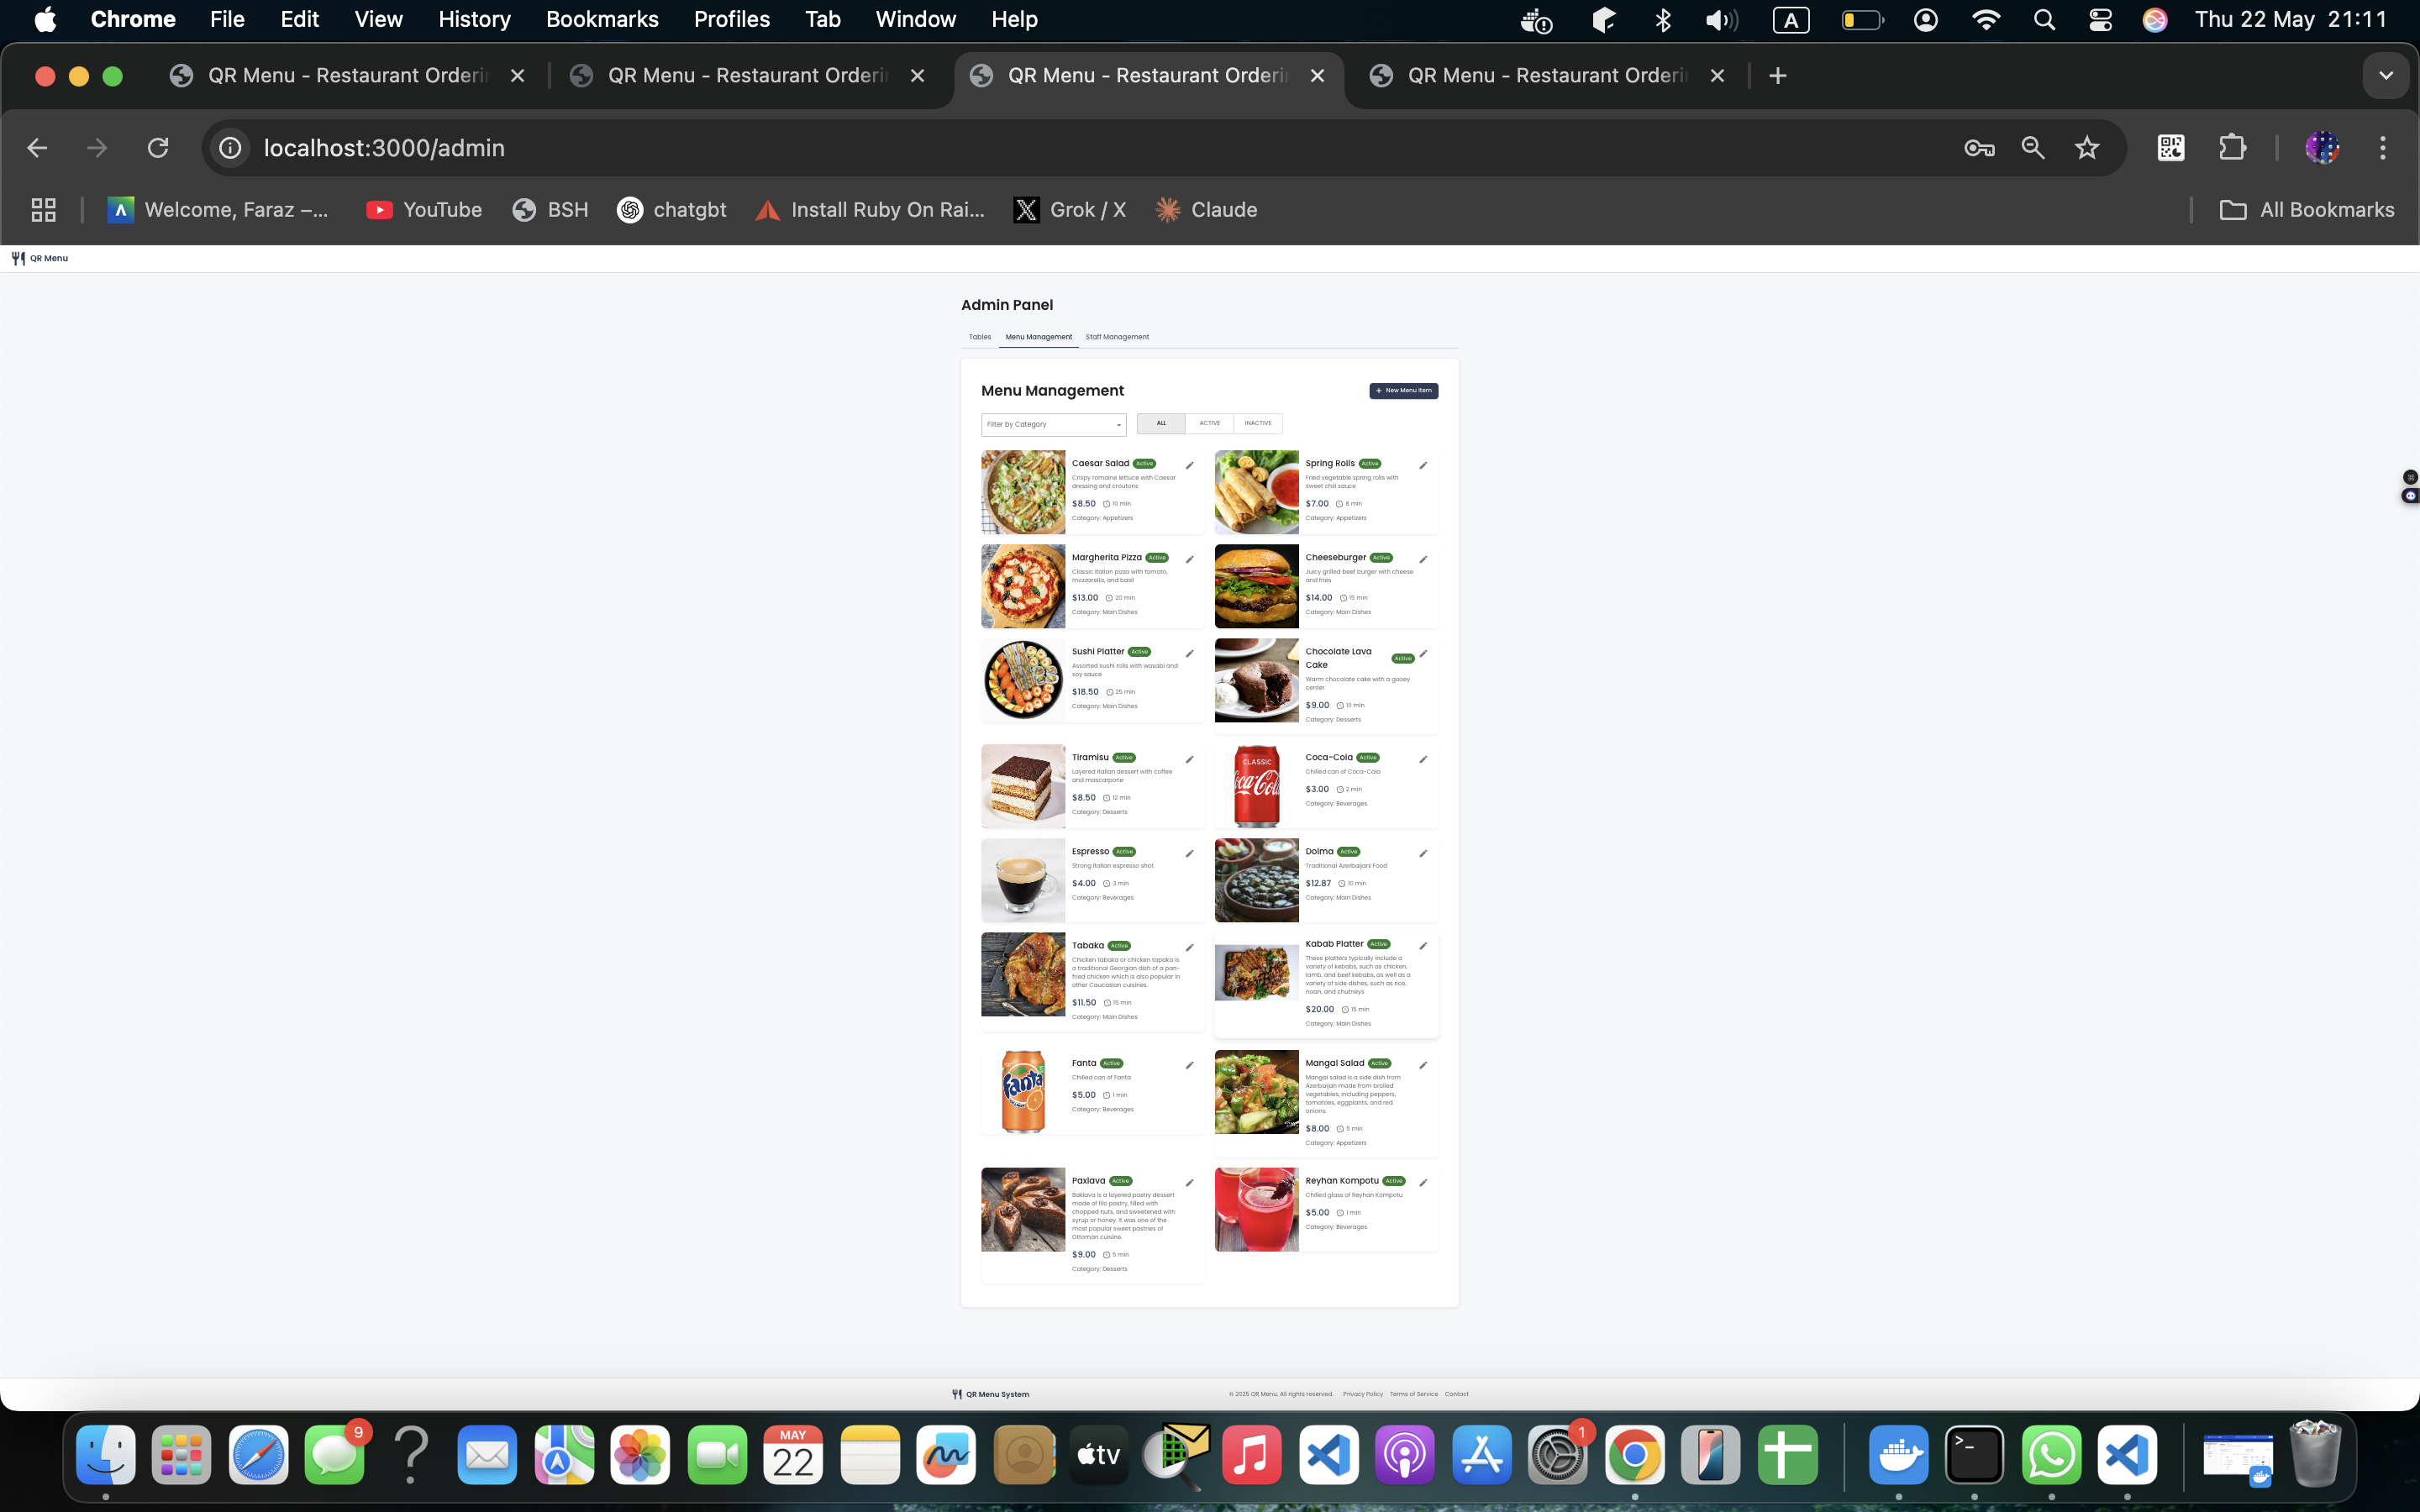 Chrome File Edit View History Bookmarks Profiles Tab Window Help A Thu 22 May 21:11
QR Menu - Restaurant Orderin QR Menu - Restaurant Orderin QR Menu - Restaurant Orderin QR Menu - Restaurant Orderin
localhost:3000/admin
Welcome, Faraz –... YouTube BSH chatgbt Install Ruby On Rai... Grok / X Claude All Bookmarks
QR Menu
Admin Panel
Tables Menu Management Staff Management
Menu Management
+ New Menu Item
Filter by Category ALL ACTIVE INACTIVE
Caesar Salad Active
Crispy romaine lettuce with Caesar
dressing and croutons
$8.50 10 min
Category: Appetizers
Spring Rolls Active
Fried vegetable spring rolls with
sweet chili sauce
$7.00 8 min
Category: Appetizers
Margherita Pizza Active
Classic Italian pizza with tomato,
mozzarella, and basil
$13.00 20 min
Category: Main Dishes
Cheeseburger Active
Juicy grilled beef burger with cheese
and fries
$14.00 15 min
Category: Main Dishes
Sushi Platter Active
Assorted sushi rolls with wasabi and
soy sauce
$18.50 25 min
Category: Main Dishes
Chocolate Lava
Cake Active
Warm chocolate cake with a gooey
center
$9.00 10 min
Category: Desserts
Tiramisu Active
Layered Italian dessert with coffee
and mascarpone
$8.50 12 min
Category: Desserts
CLASSIC
Coca-Cola
Coca-Cola Active
Chilled can of Coca-Cola
$3.00 2 min
Category: Beverages
Espresso Active
Strong Italian espresso shot
$4.00 3 min
Category: Beverages
Dolma Active
Traditional Azerbaijani Food
$12.87 10 min
Category: Main Dishes
Tabaka Active
Chicken tabaka or chicken tapaka is
a traditional Georgian dish of a pan-
fried chicken which is also popular in
other Caucasian cuisines.
$11.50 15 min
Category: Main Dishes
Kabab Platter Active
These platters typically include a
variety of kebabs, such as chicken,
lamb, and beef kebabs, as well as a
variety of side dishes, such as rice,
naan, and chutneys
$20.00 15 min
Category: Main Dishes
Fanta
Fanta Active
Chilled can of Fanta
$5.00 1 min
Category: Beverages
Mangal Salad Active
Mangal salad is a side dish from
Azerbaijan made from broiled
vegetables, including peppers,
tomatoes, eggplants, and red
onions.
$8.00 5 min
Category: Appetizers
Paxlava Active
Baklava is a layered pastry dessert
made of filo pastry, filled with
chopped nuts, and sweetened with
syrup or honey. It was one of the
most popular sweet pastries of
Ottoman cuisine.
$9.00 5 min
Category: Desserts
Reyhan Kompotu Active
Chilled glass of Reyhan Kompotu
$5.00 1 min
Category: Beverages
QR Menu System © 2025 QR Menu. All rights reserved. Privacy Policy Terms of Service Contact
9 MAY 22 tv 1